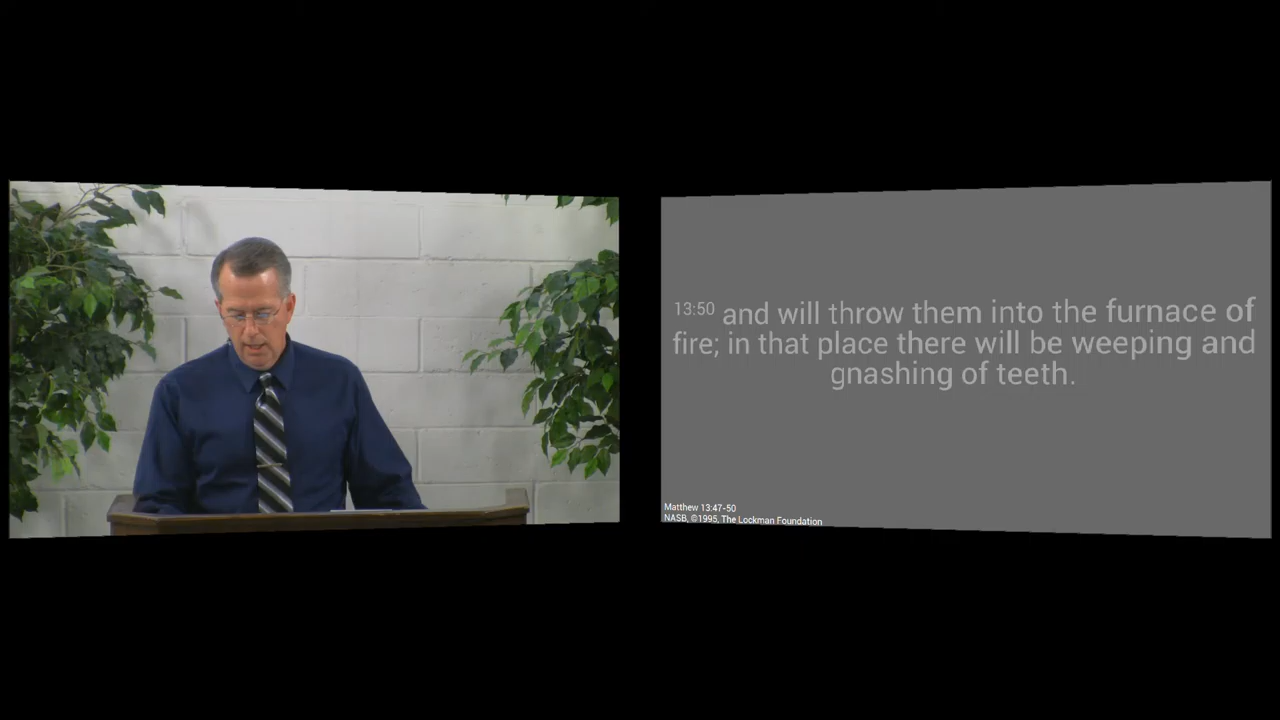 13:50 and will throw them into the furnace of
fire; in that place there will be weeping and
gnashing of teeth.
Matthew 13:47-50
NASB, ©1995, The Lockman Foundation